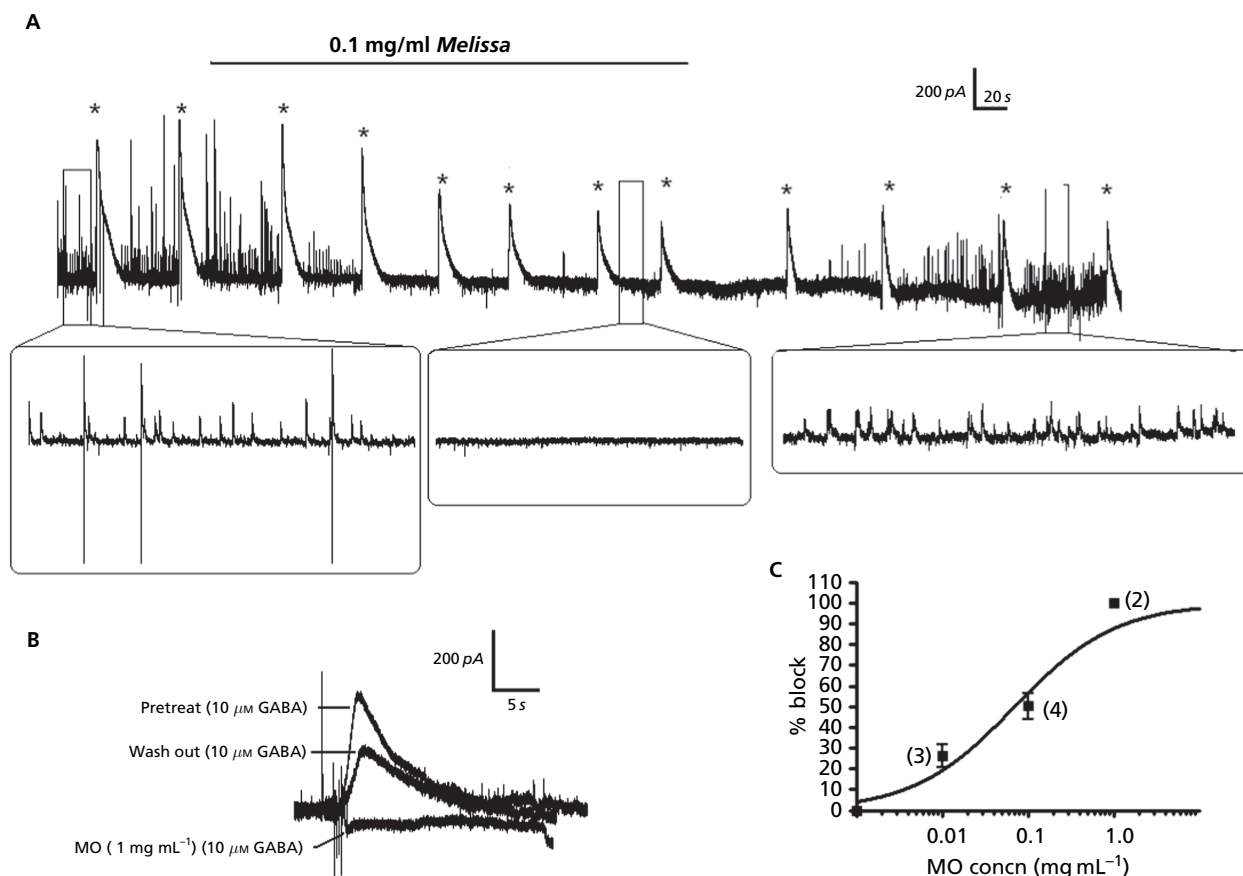 A
0.1 mg/ml Melissa
200 pA
20 s
* * * * * * * * * * * *
B
200 pA
5 s
Pretreat (10 μM GABA)
Wash out (10 μM GABA)
MO ( 1 mg mL⁻¹) (10 μM GABA)
C
110
100
90
80
70
60
50
40
30
20
10
0
% block
(2)
(4)
(3)
0.01 0.1 1.0
MO concn (mg mL⁻¹)